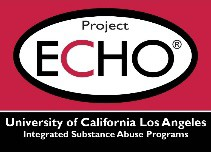 Project
ECHO®
University of California Los Angeles
Integrated Substance Abuse Programs